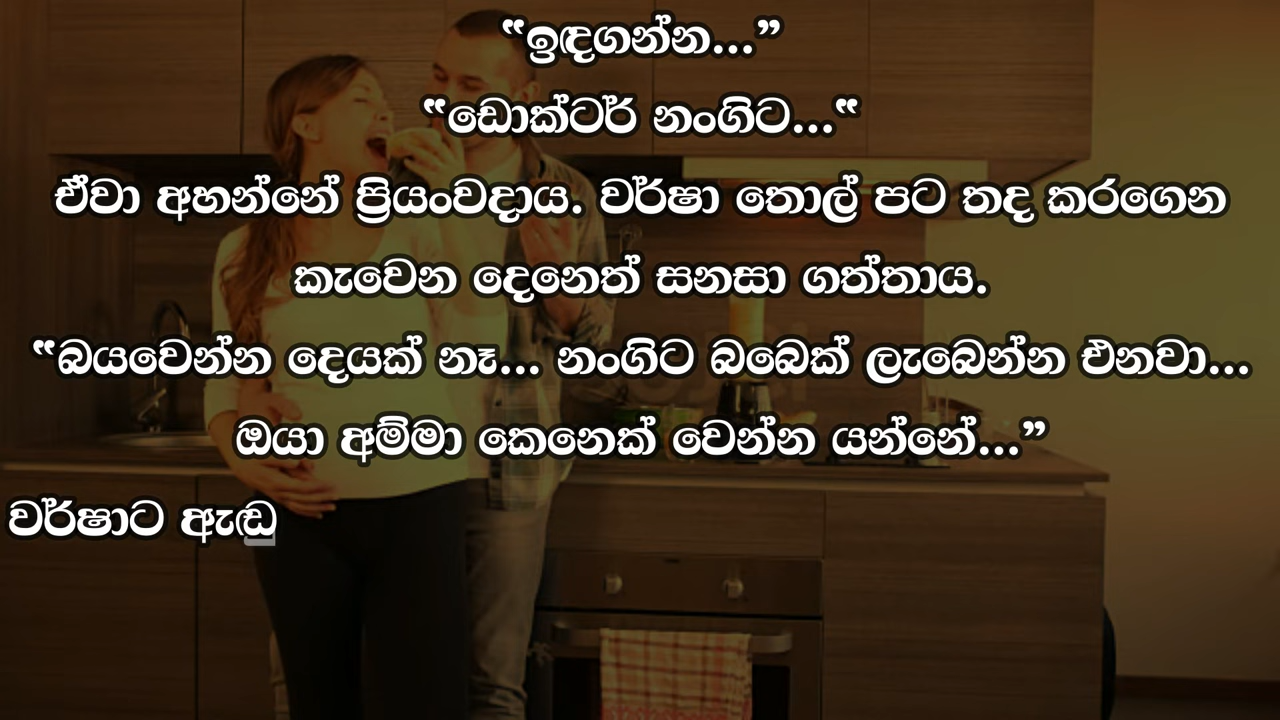 “ඉඳගන්න...”
“ඩොක්ටර් නංගිට...“
ඒවා අහන්නේ ප්‍රියංවදාය. වර්ෂා තොල් පට තද කරගෙන
කැවෙන දෙනෙත් සනසා ගත්තාය.
“බයවෙන්න දෙයක් නෑ... නංගිට බබෙක් ලැබෙන්න එනවා...
ඔයා අම්මා කෙනෙක් වෙන්න යන්නේ...”
වර්ෂාට ඇඬු